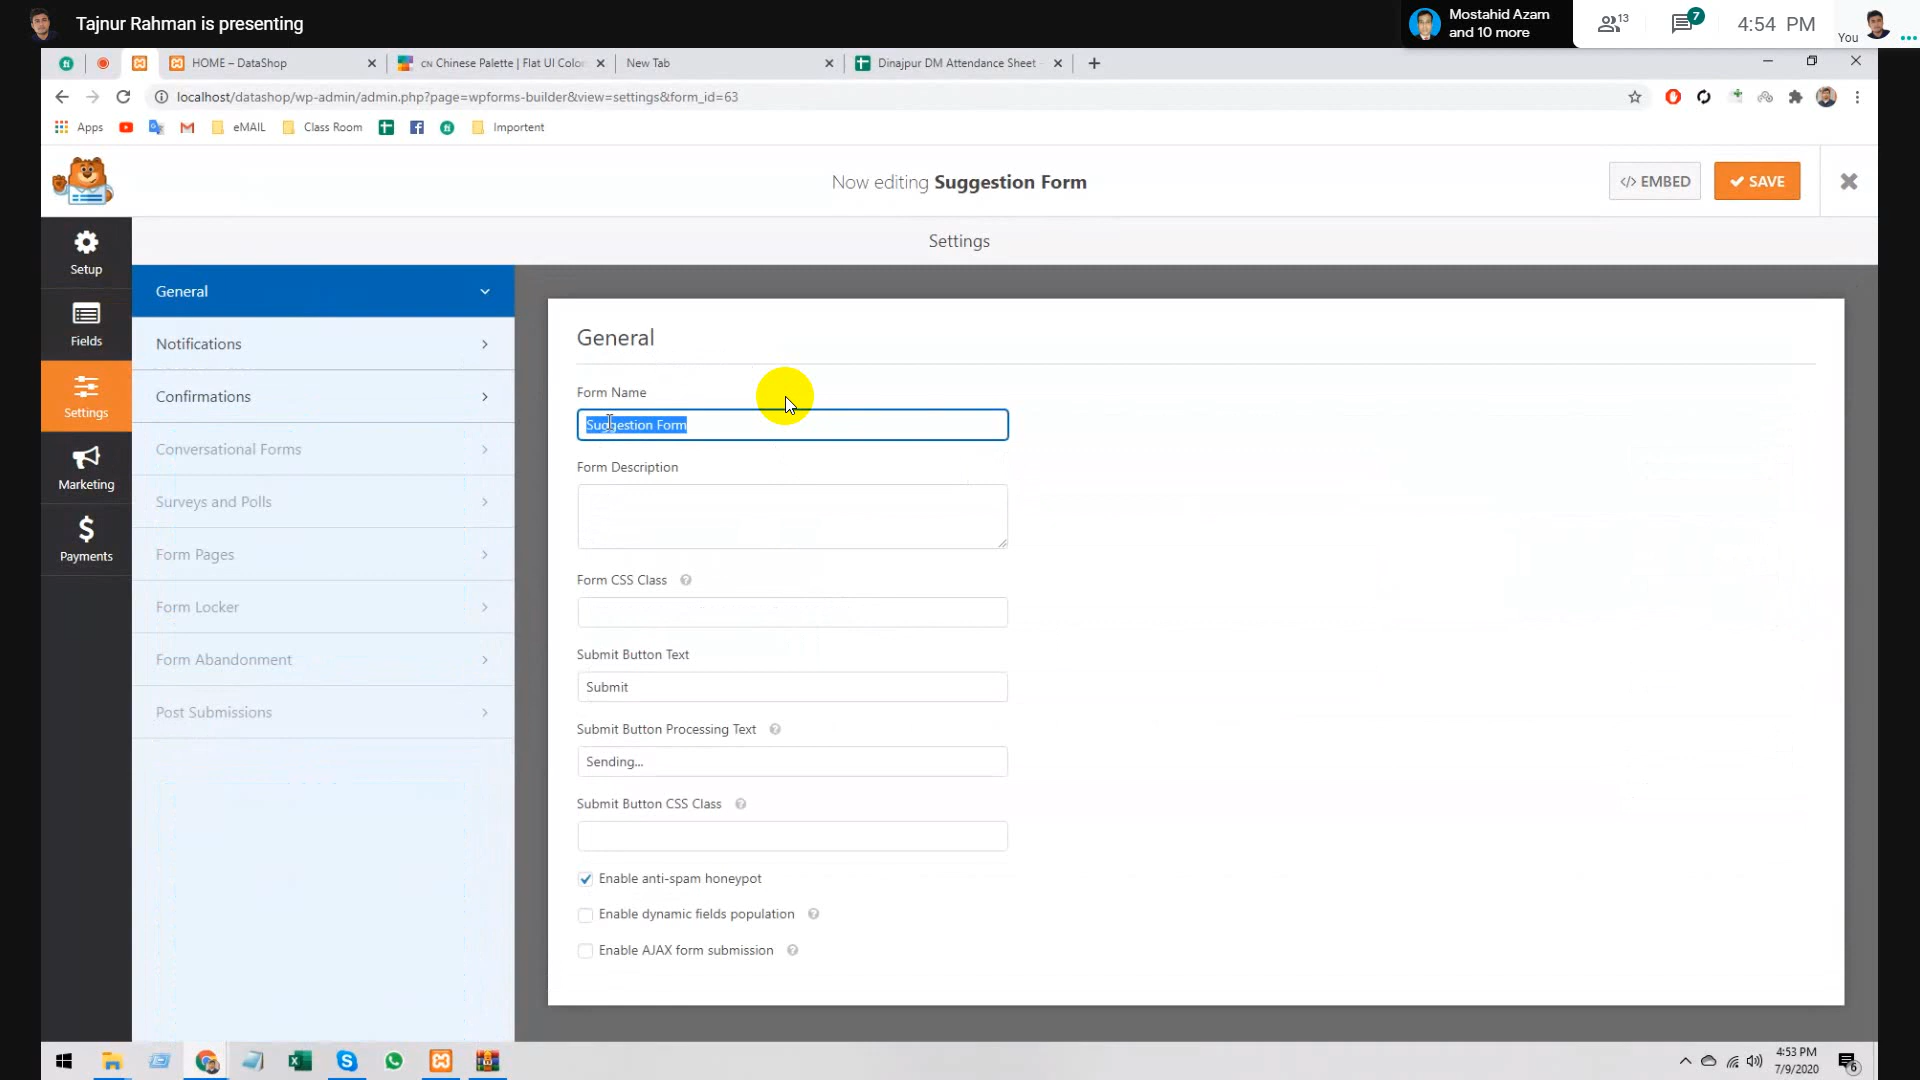 Tajnur Rahman is presenting
Mostahid Azam
and 10 more
13
7
4:54 PM
You
HOME – DataShop
CN Chinese Palette | Flat UI Colo
New Tab
Dinajpur DM Attendance Sheet
localhost/datashop/wp-admin/admin.php?page=wpforms-builder&view=settings&form_id=63
Apps
eMAIL
Class Room
Importent
Now editing Suggestion Form
</> EMBED
SAVE
Settings
Setup
Fields
Settings
Marketing
Payments
General
Notifications
Confirmations
Conversational Forms
Surveys and Polls
Form Pages
Form Locker
Form Abandonment
Post Submissions
General
Form Name
Suggestion Form
Form Description
Form CSS Class
Submit Button Text
Submit
Submit Button Processing Text
Sending...
Submit Button CSS Class
Enable anti-spam honeypot
Enable dynamic fields population
Enable AJAX form submission
4:53 PM
7/9/2020
6